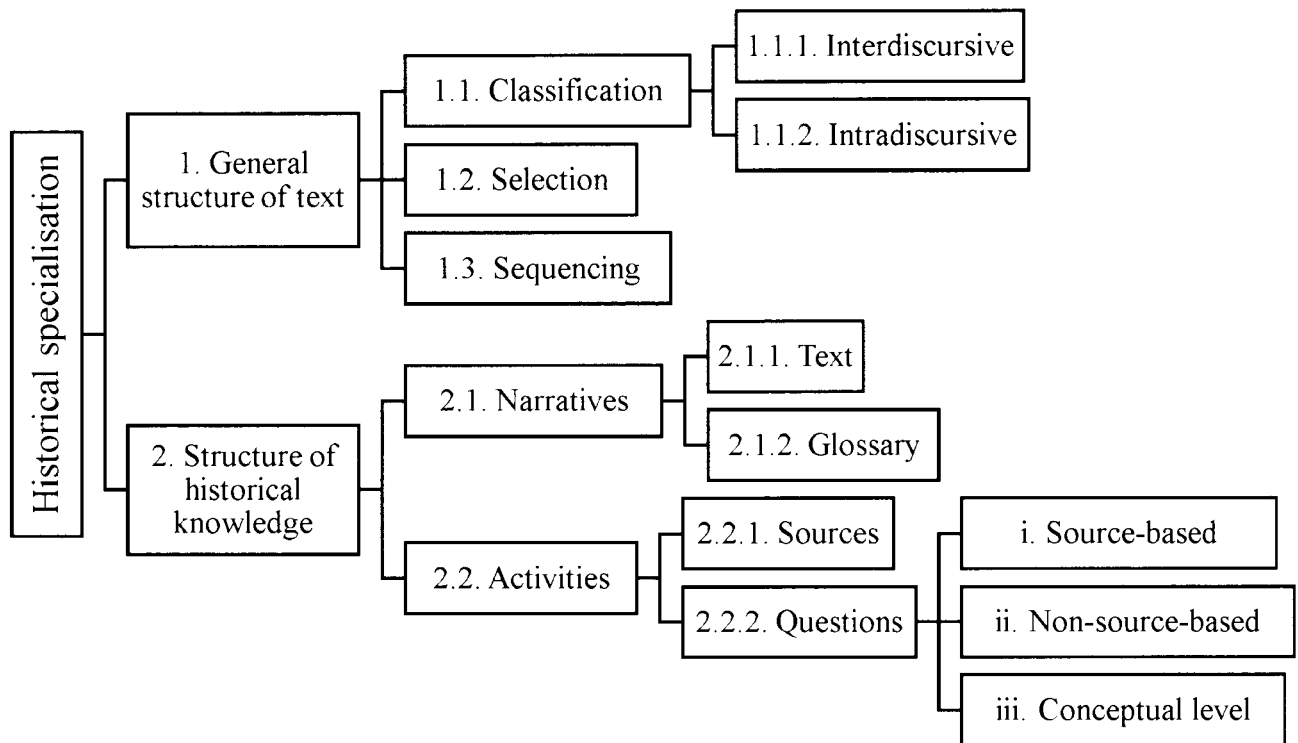 Historical specialisation
1. General
structure of text
1.1. Classification
1.1.1. Interdiscursive
1.1.2. Intradiscursive
1.2. Selection
1.3. Sequencing
2. Structure of
historical
knowledge
2.1. Narratives
2.1.1. Text
2.1.2. Glossary
2.2. Activities
2.2.1. Sources
2.2.2. Questions
i. Source-based
ii. Non-source-based
iii. Conceptual level